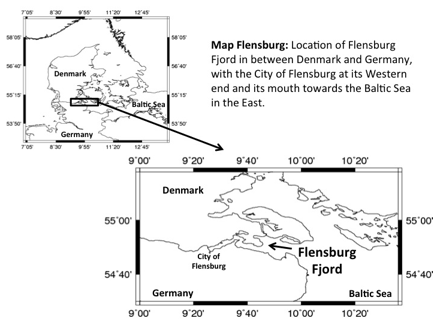 7°05' 8°30' 9°55' 11°20' 12°45' 7°05'
58°05'
58°05'
56°40'
56°40'
55°15'
55°15'
53°50'
53°50'
Denmark
Baltic Sea
Germany
7°05' 8°30' 9°55' 11°20' 12°45' 7°05'
Map Flensburg: Location of Flensburg
Fjord in between Denmark and Germany,
with the City of Flensburg at its Western
end and its mouth towards the Baltic Sea
in the East.
9°00' 9°20' 9°40' 10°00' 10°20'
Denmark
55°00'
55°00'
City of
Flensburg
Flensburg
Fjord
54°40'
54°40'
Germany
Baltic Sea
9°00' 9°20' 9°40' 10°00' 10°20'